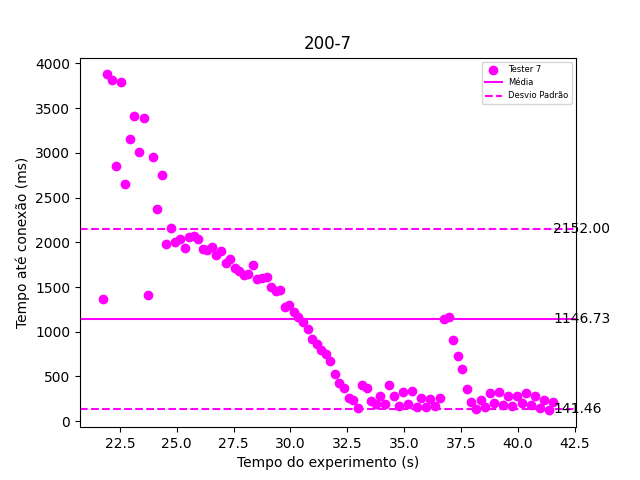 200-7
Tempo até conexão (ms)
4000
3500
3000
2500
2000
1500
1000
500
0
Tester 7
Média
Desvio Padrão
2152.00
1146.73
141.46
22.5 25.0 27.5 30.0 32.5 35.0 37.5 40.0 42.5
Tempo do experimento (s)